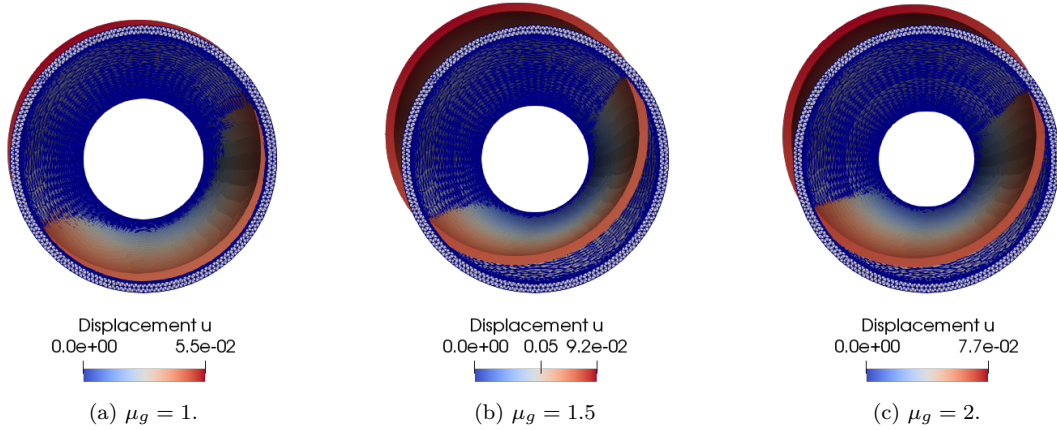 Displacement u
0.0e+00 5.5e-02
(a) μ_g = 1.
Displacement u
0.0e+00 0.05 9.2e-02
(b) μ_g = 1.5
Displacement u
0.0e+00 7.7e-02
(c) μ_g = 2.